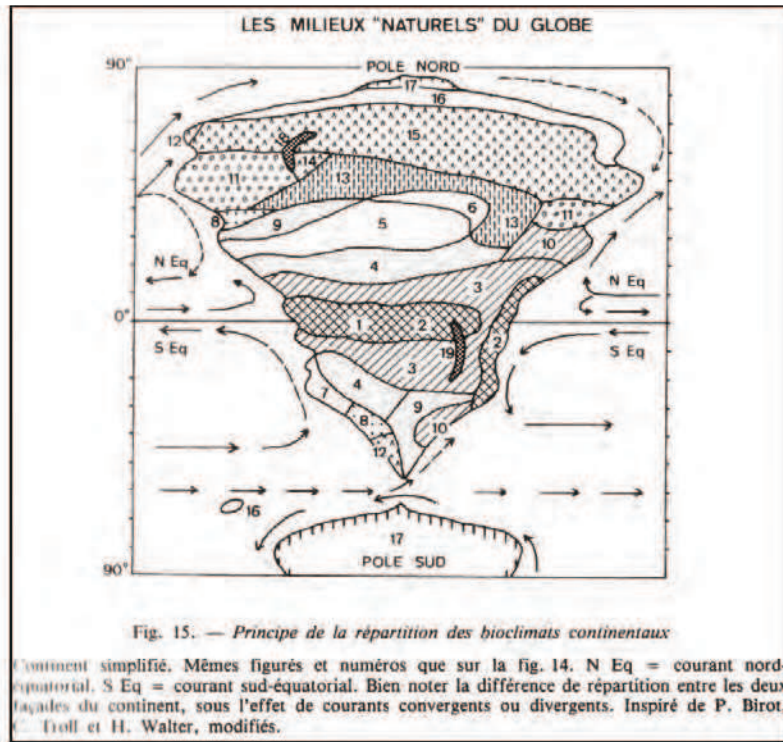 LES MILIEUX "NATURELS" DU GLOBE
90°
POLE NORD
17
16
12
15
18
14
11
13
8
9
5
6
13
11
10
4
N Eq
3
N Eq
0°
1
2
2
S Eq
19
S Eq
3
4
7
9
8
10
12
16
17
90°
POLE SUD
Fig. 15. — Principe de la répartition des bioclimats continentaux
Continent simplifié. Mêmes figurés et numéros que sur la fig. 14. N Eq = courant nord-
équatorial. S Eq = courant sud-équatorial. Bien noter la différence de répartition entre les deux
façades du continent, sous l'effet de courants convergents ou divergents. Inspiré de P. Birot,
C. Troll et H. Walter, modifiés.